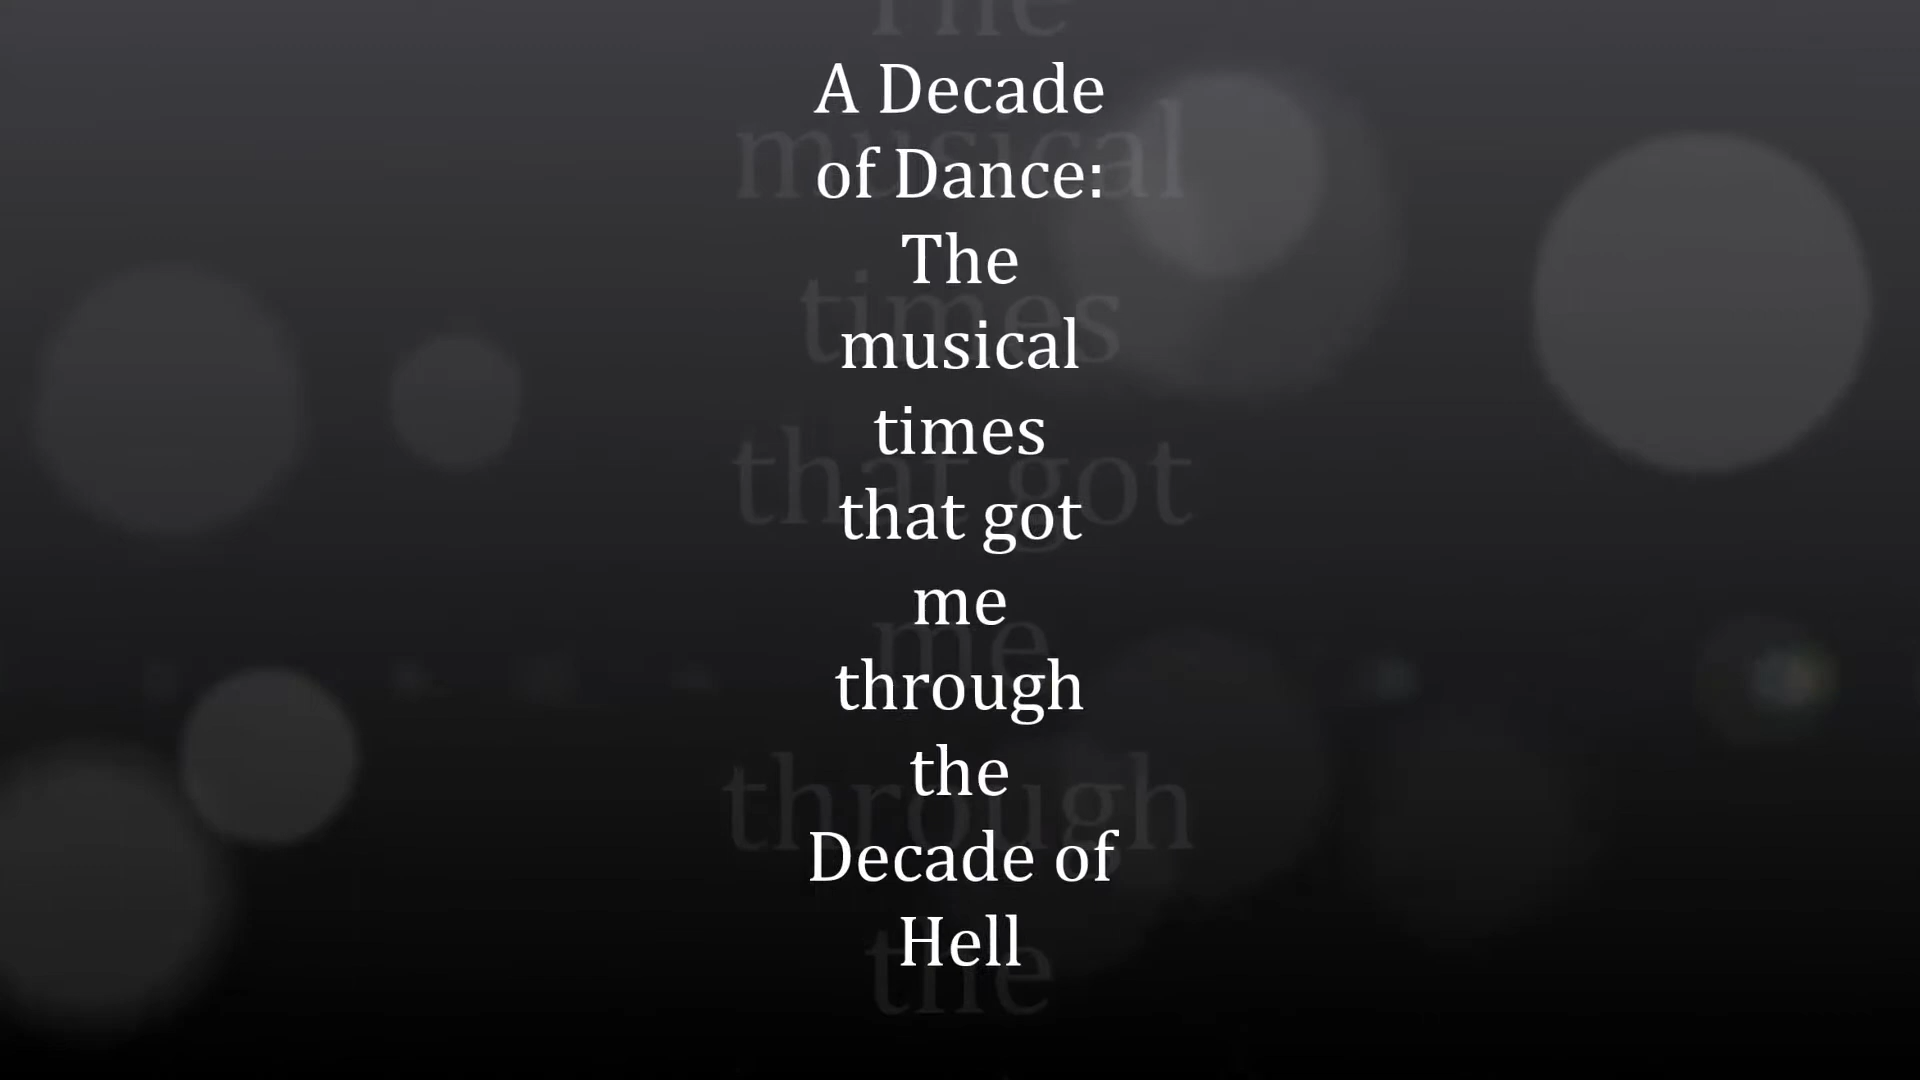 A Decade
of Dance:
The
musical
times
that got
me
through
the
Decade of
Hell